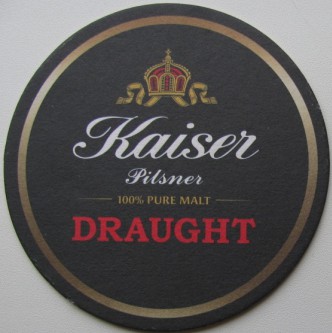 Kaiser
Pilsner
100% PURE MALT
DRAUGHT